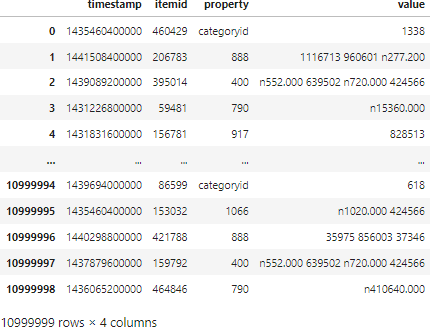 timestamp itemid property value
0 1435460400000 460429 categoryid 1338
1 1441508400000 206783 888 1116713 960601 n277.200
2 1439089200000 395014 400 n552.000 639502 n720.000 424566
3 1431226800000 59481 790 n15360.000
4 1431831600000 156781 917 828513
... ... ... ... ...
10999994 1439694000000 86599 categoryid 618
10999995 1435460400000 153032 1066 n1020.000 424566
10999996 1440298800000 421788 888 35975 856003 37346
10999997 1437879600000 159792 400 n552.000 639502 n720.000 424566
10999998 1436065200000 464846 790 n410640.000
10999999 rows × 4 columns